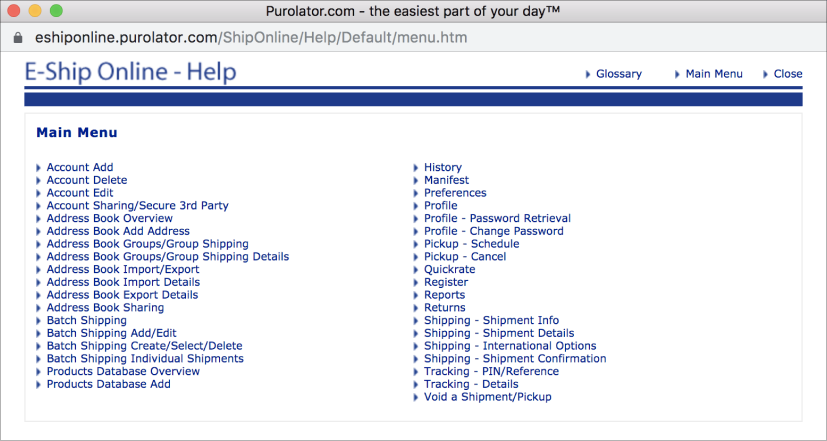 Purolator.com - the easiest part of your day™
eshiponline.purolator.com/ShipOnline/Help/Default/menu.htm
E-Ship Online - Help
Glossary
Main Menu
Close
Main Menu
Account Add
Account Delete
Account Edit
Account Sharing/Secure 3rd Party
Address Book Overview
Address Book Add Address
Address Book Groups/Group Shipping
Address Book Groups/Group Shipping Details
Address Book Import/Export
Address Book Import Details
Address Book Export Details
Address Book Sharing
Batch Shipping
Batch Shipping Add/Edit
Batch Shipping Create/Select/Delete
Batch Shipping Individual Shipments
Products Database Overview
Products Database Add
History
Manifest
Preferences
Profile
Profile - Password Retrieval
Profile - Change Password
Pickup - Schedule
Pickup - Cancel
Quickrate
Register
Reports
Returns
Shipping - Shipment Info
Shipping - Shipment Details
Shipping - International Options
Shipping - Shipment Confirmation
Tracking - PIN/Reference
Tracking - Details
Void a Shipment/Pickup